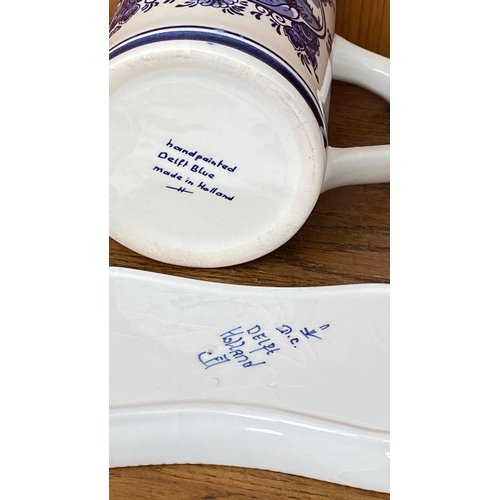 handpainted
Delft Blue
made in Holland
H
D.C.
DELft
Holland